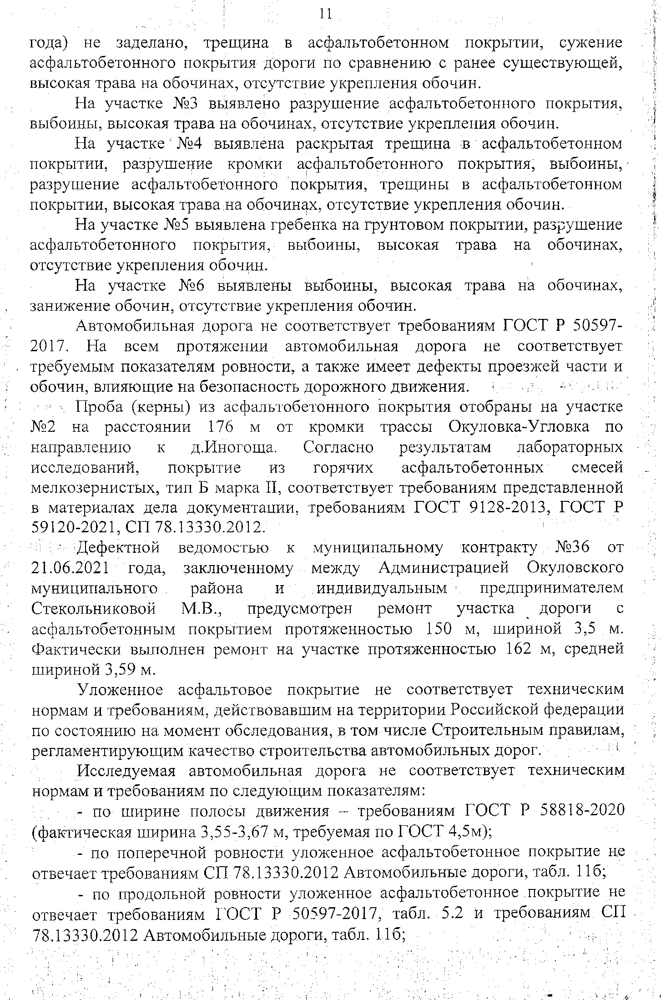 11
года) не заделано, трещина в асфальтобетонном покрытии, сужение
асфальтобетонного покрытия дороги по сравнению с ранее существующей,
высокая трава на обочинах, отсутствие укрепления обочин.
На участке №3 выявлено разрушение асфальтобетонного покрытия,
выбоины, высокая трава на обочинах, отсутствие укрепления обочин.
На участке №4 выявлена раскрытая трещина в асфальтобетонном
покрытии, разрушение кромки асфальтобетонного покрытия, выбоины,
разрушение асфальтобетонного покрытия, трещины в асфальтобетонном
покрытии, высокая трава на обочинах, отсутствие укрепления обочин.
На участке №5 выявлена гребенка на грунтовом покрытии, разрушение
асфальтобетонного покрытия, выбоины, высокая трава на обочинах,
отсутствие укрепления обочин.
На участке №6 выявлены выбоины, высокая трава на обочинах,
занижение обочин, отсутствие укрепления обочин.
Автомобильная дорога не соответствует требованиям ГОСТ Р 50597-
2017. На всем протяжении автомобильная дорога не соответствует
требуемым показателям ровности, а также имеет дефекты проезжей части и
обочин, влияющие на безопасность дорожного движения.
Проба (керны) из асфальтобетонного покрытия отобраны на участке
№2 на расстоянии 176 м от кромки трассы Окуловка-Угловка по
направлению к д.Иногоща. Согласно результатам лабораторных
исследований, покрытие из горячих асфальтобетонных смесей
мелкозернистых, тип Б марка II, соответствует требованиям представленной
в материалах дела документации, требованиям ГОСТ 9128-2013, ГОСТ Р
59120-2021, СП 78.13330.2012.
Дефектной ведомостью к муниципальному контракту №36 от
21.06.2021 года, заключенному между Администрацией Окуловского
муниципального района и индивидуальным предпринимателем
Стекольниковой М.В., предусмотрен ремонт участка дороги с
асфальтобетонным покрытием протяженностью 150 м, шириной 3,5 м.
Фактически выполнен ремонт на участке протяженностью 162 м, средней
шириной 3,59 м.
Уложенное асфальтовое покрытие не соответствует техническим
нормам и требованиям, действовавшим на территории Российской федерации
по состоянию на момент обследования, в том числе Строительным правилам,
регламентирующим качество строительства автомобильных дорог.
Исследуемая автомобильная дорога не соответствует техническим
нормам и требованиям по следующим показателям:
- по ширине полосы движения – требованиям ГОСТ Р 58818-2020
(фактическая ширина 3,55-3,67 м, требуемая по ГОСТ 4,5м);
- по поперечной ровности уложенное асфальтобетонное покрытие не
отвечает требованиям СП 78.13330.2012 Автомобильные дороги, табл. 11б;
- по продольной ровности уложенное асфальтобетонное покрытие не
отвечает требованиям ГОСТ Р 50597-2017, табл. 5.2 и требованиям СП
78.13330.2012 Автомобильные дороги, табл. 11б;